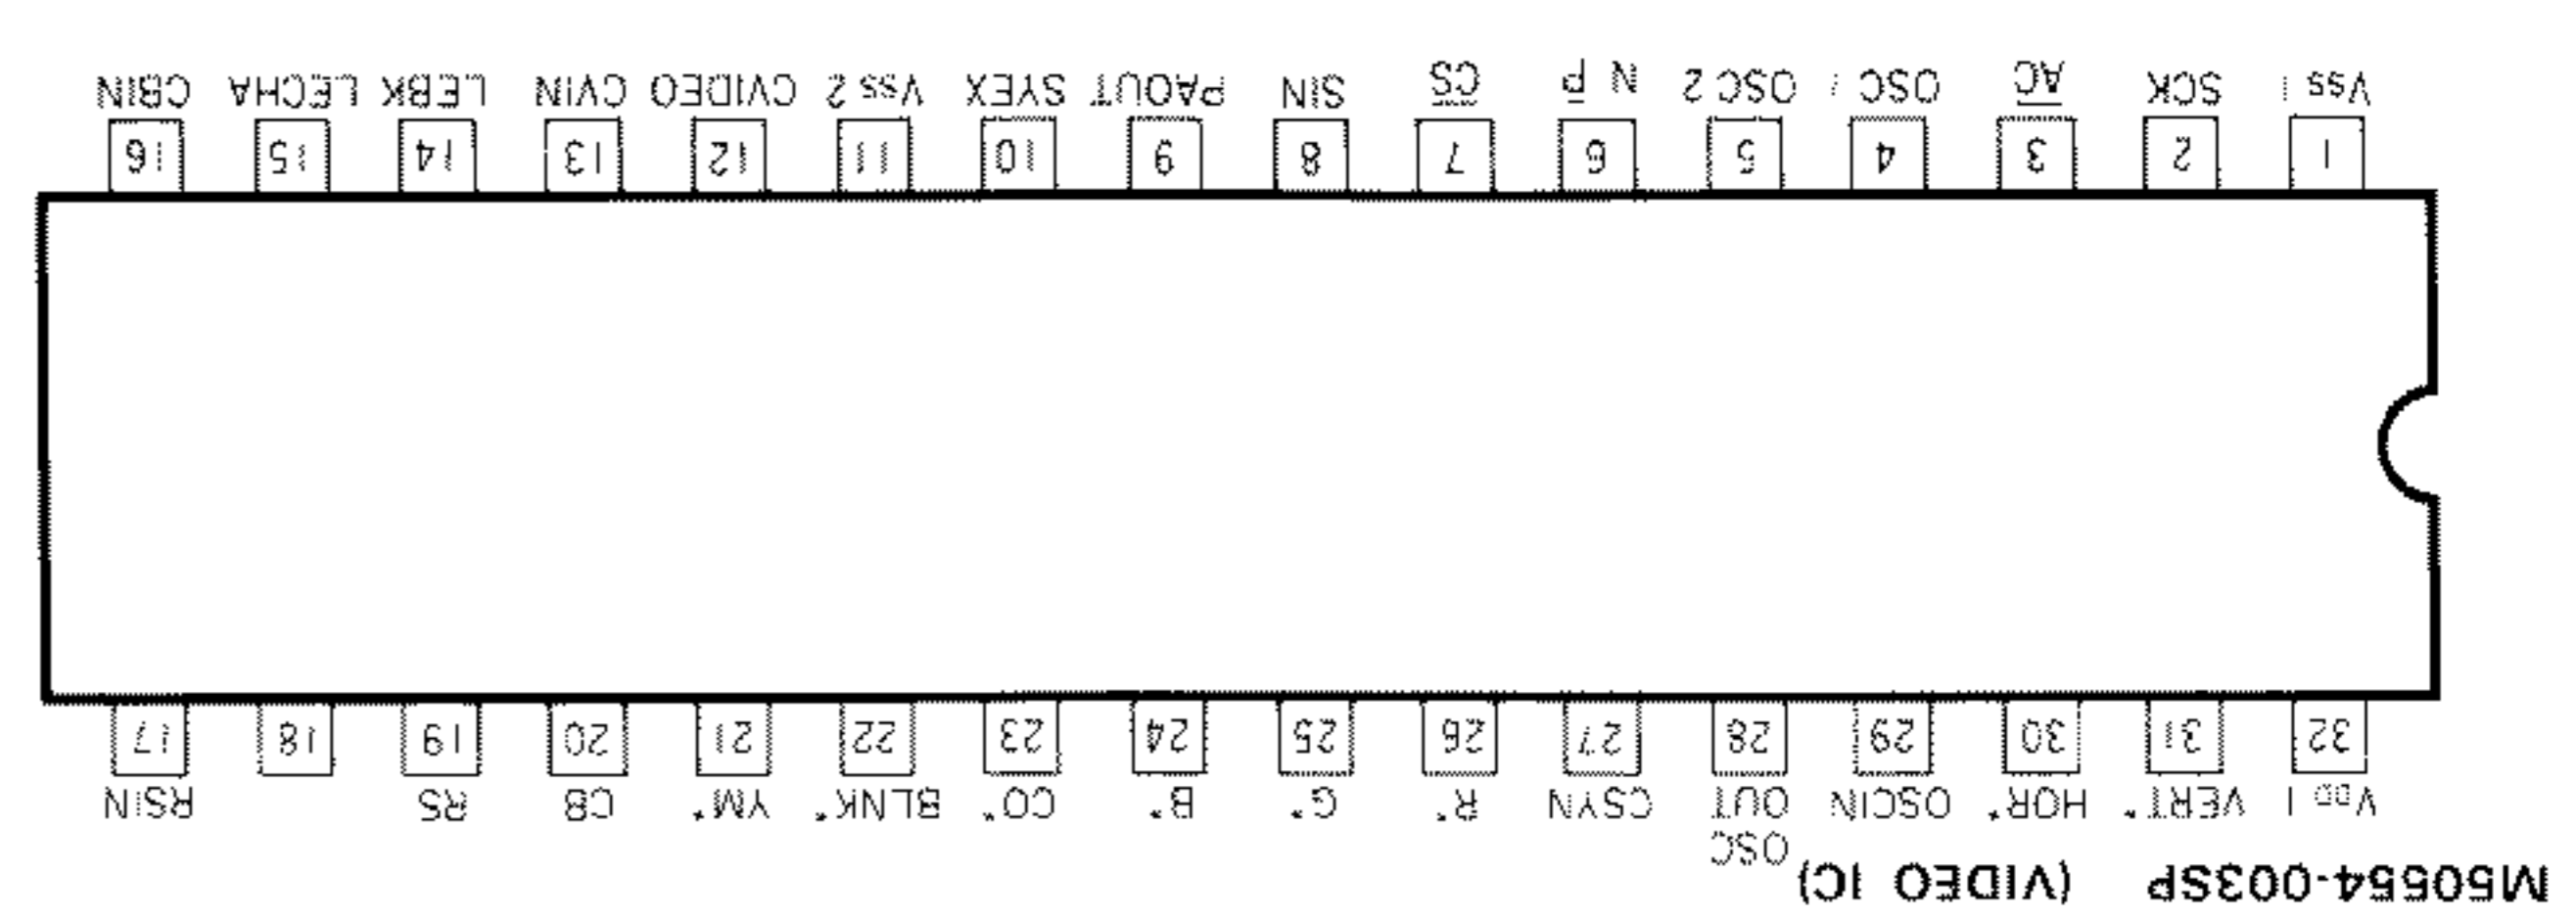 M50554-003SP (VIDEO IC)
OSC
VDD 1 VERT* HOR* OSCIN OUT CSYN R* G* B* CO* BLNK* YM* CB RS RSIN
32 31 30 29 28 27 26 25 24 23 22 21 20 19 18 17
1 2 3 4 5 6 7 8 9 10 11 12 13 14 15 16
VSS 1 SCK A̅C̅ OSC 1 OSC 2 N P̅ C̅S̅ SIN PAOUT SYEX VSS 2 CVIDEO CVIN LEBK LECHA CBIN